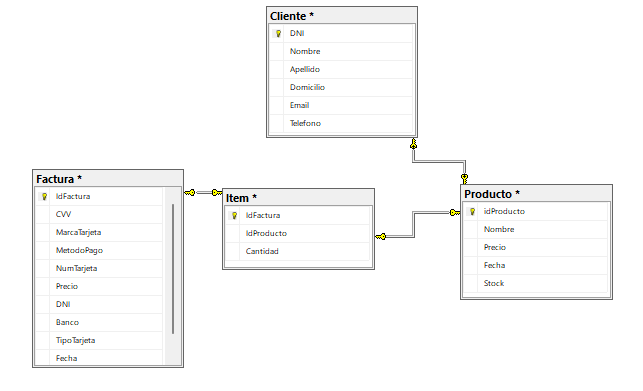 Cliente *
DNI
Nombre
Apellido
Domicilio
Email
Telefono
Factura *
IdFactura
CVV
MarcaTarjeta
MetodoPago
NumTarjeta
Precio
DNI
Banco
TipoTarjeta
Fecha
Item *
IdFactura
IdProducto
Cantidad
Producto *
idProducto
Nombre
Precio
Fecha
Stock